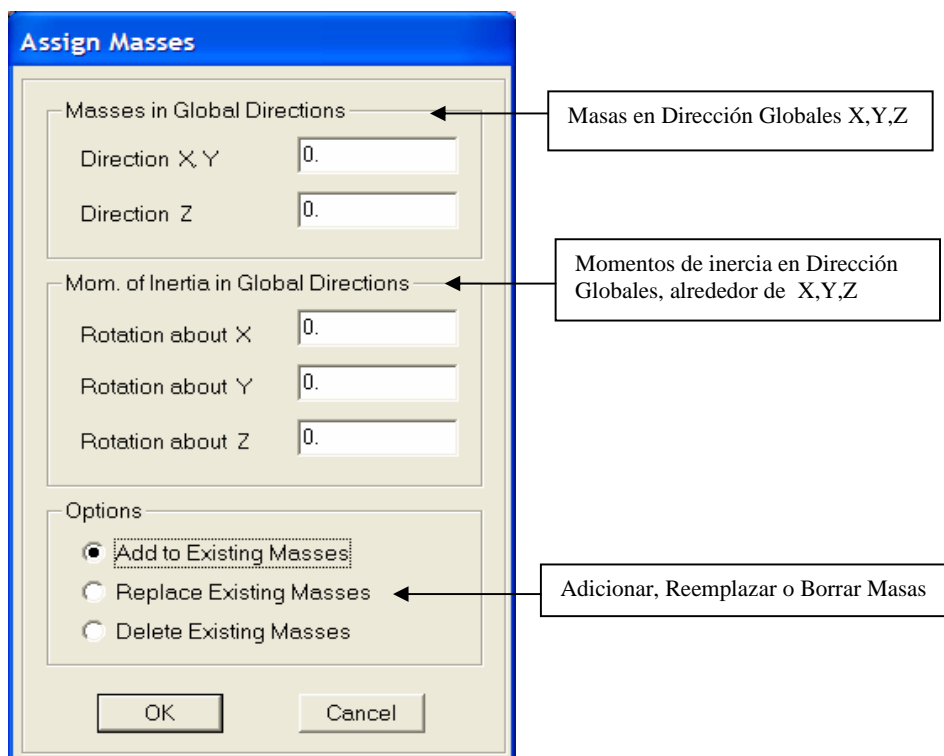 Assign Masses
Masses in Global Directions
Direction X,Y
0.
Direction Z
0.
Mom. of Inertia in Global Directions
Rotation about X
0.
Rotation about Y
0.
Rotation about Z
0.
Options
Add to Existing Masses
Replace Existing Masses
Delete Existing Masses
OK
Cancel
Masas en Dirección Globales X,Y,Z
Momentos de inercia en Dirección
Globales, alrededor de X,Y,Z
Adicionar, Reemplazar o Borrar Masas